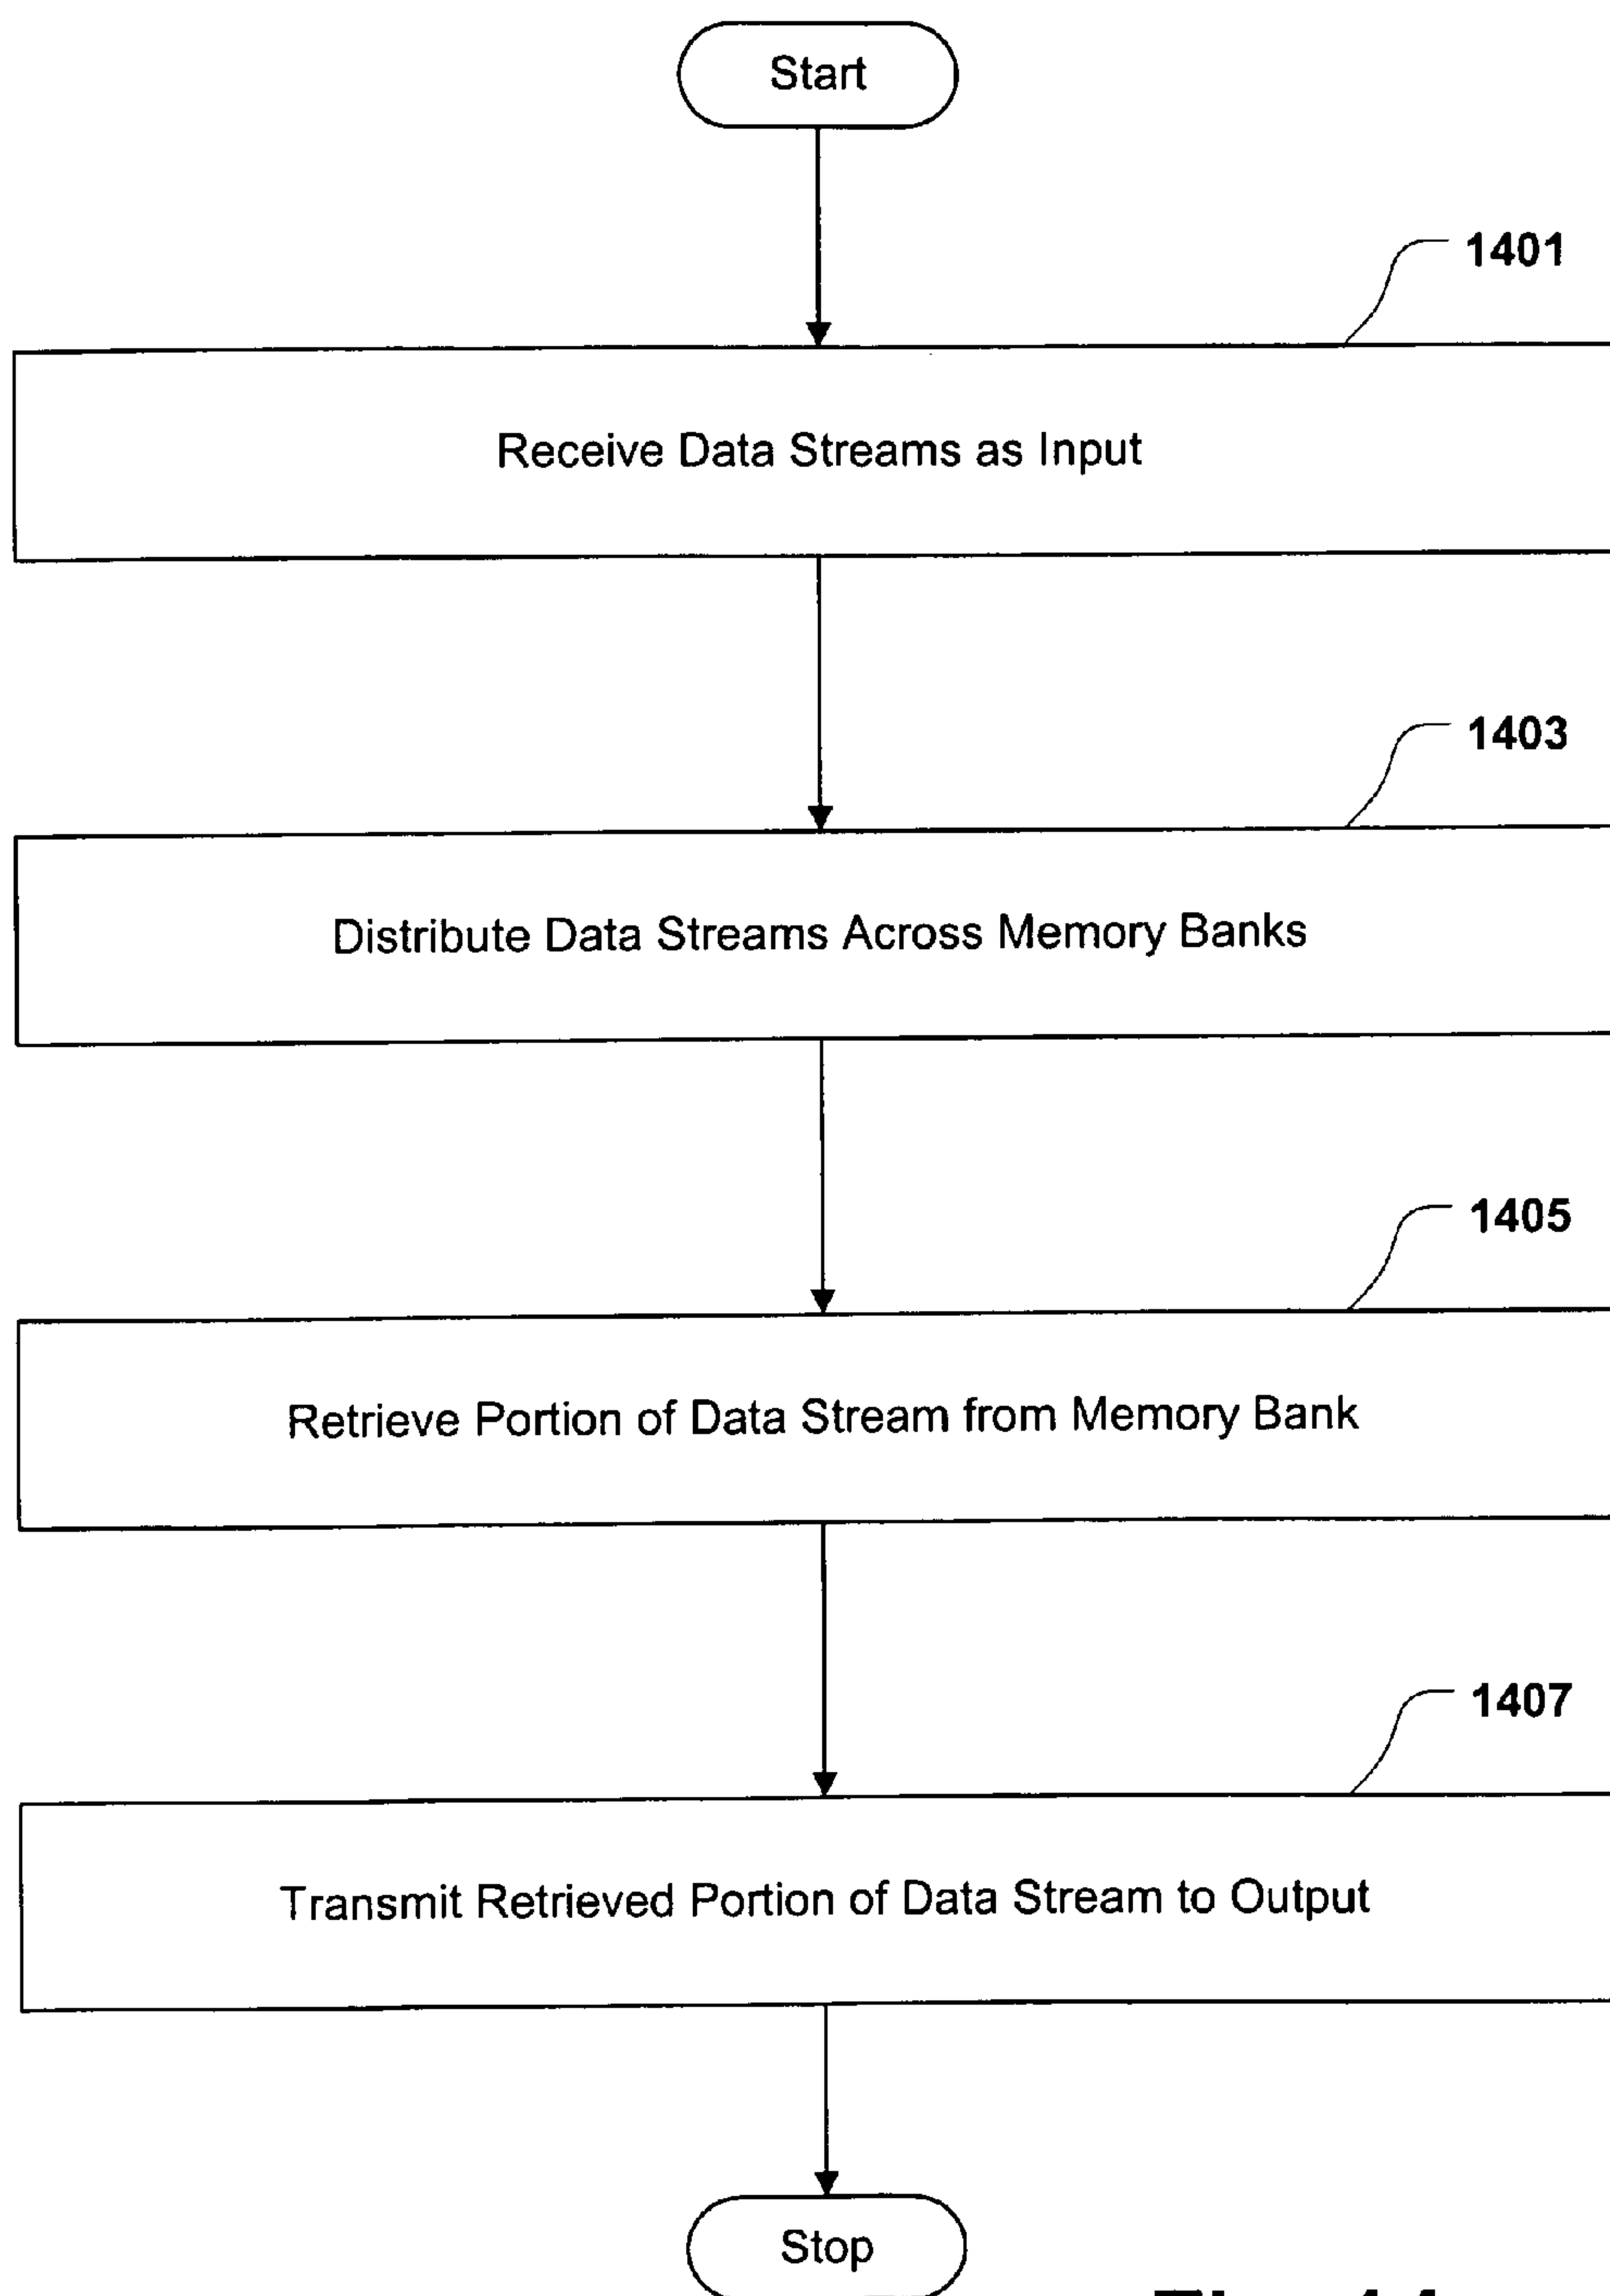 Start
1401
Receive Data Streams as Input
1403
Distribute Data Streams Across Memory Banks
1405
Retrieve Portion of Data Stream from Memory Bank
1407
Transmit Retrieved Portion of Data Stream to Output
Stop